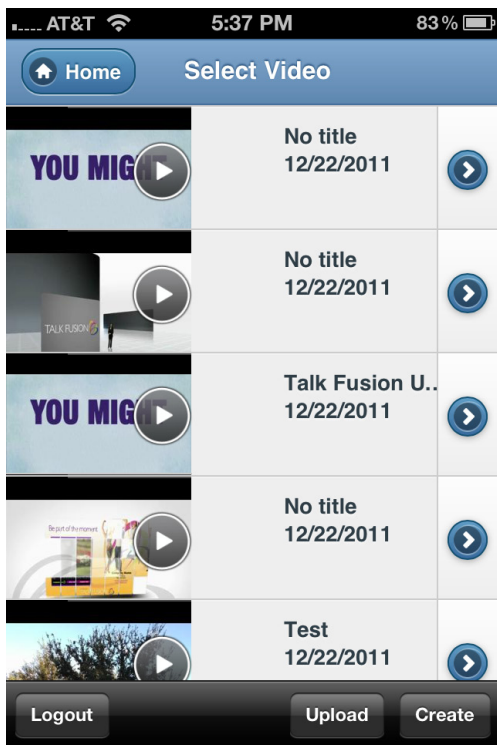 AT&T 5:37 PM 83%
Home Select Video
No title
12/22/2011
YOU MIG
No title
12/22/2011
TALK FUSION
Talk Fusion U..
12/22/2011
YOU MIG
No title
12/22/2011
Be part of the moment.
Test
12/22/2011
Logout Upload Create